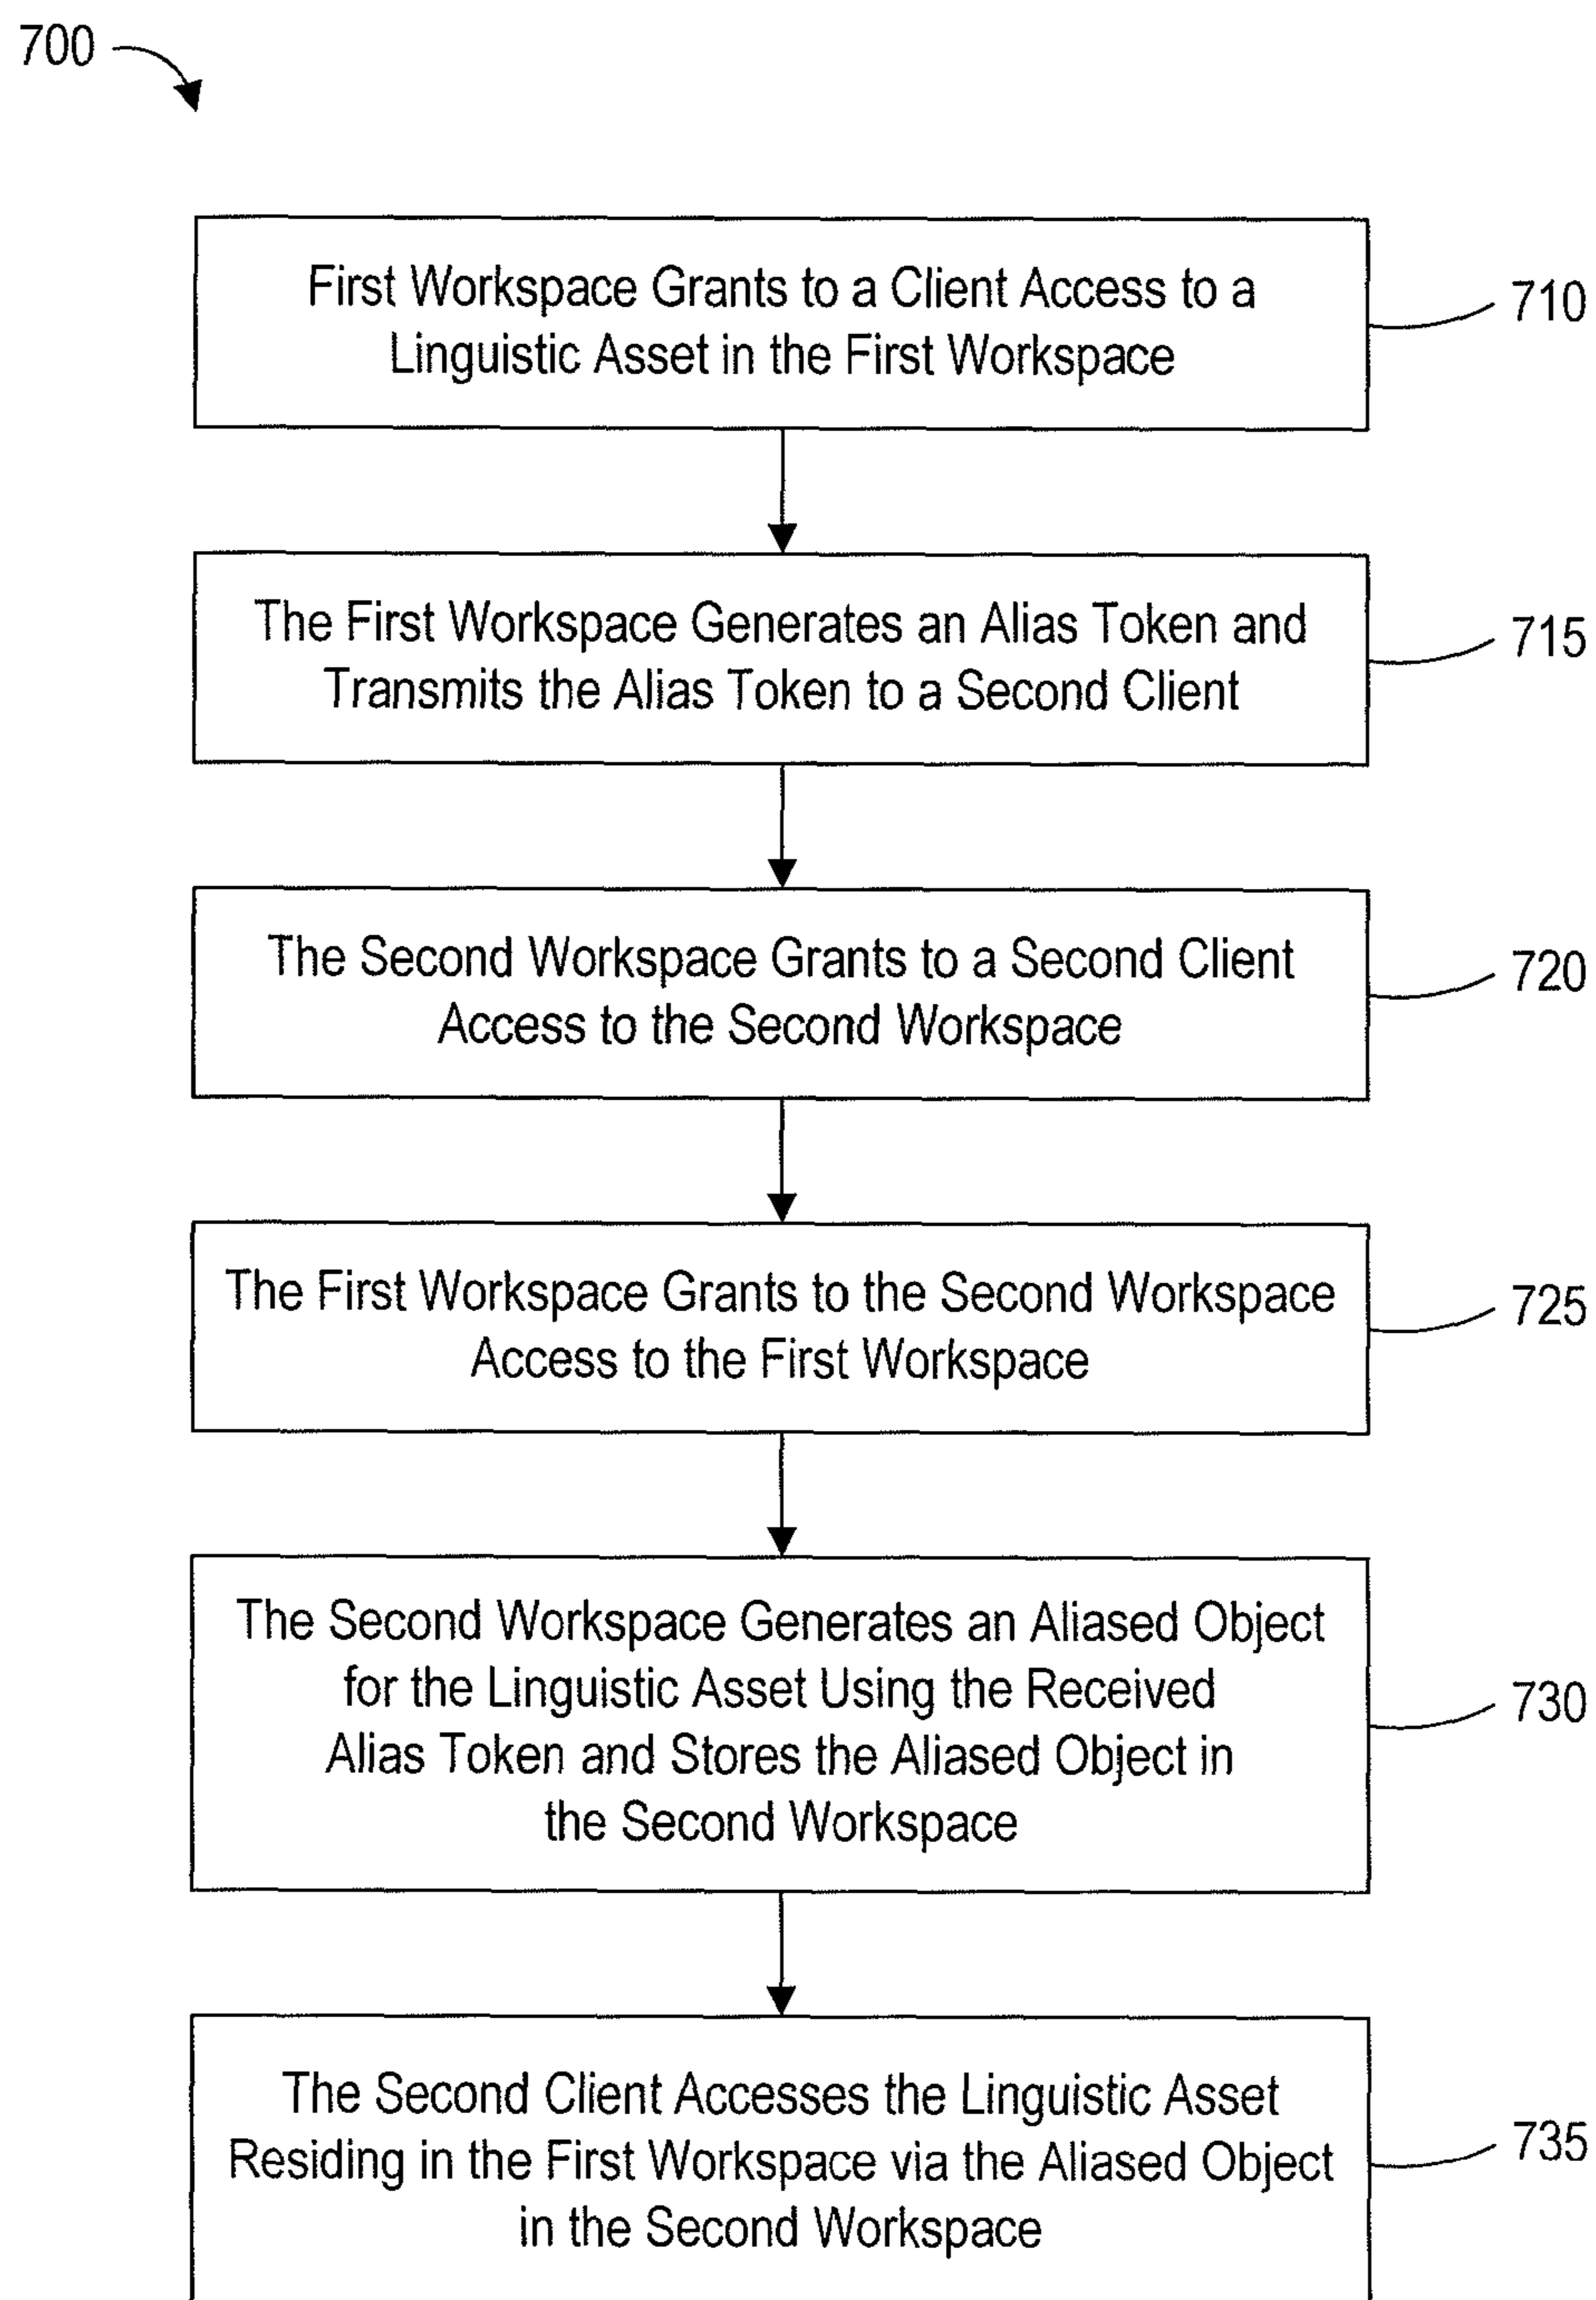 700
First Workspace Grants to a Client Access to a
Linguistic Asset in the First Workspace
710
The First Workspace Generates an Alias Token and
Transmits the Alias Token to a Second Client
715
The Second Workspace Grants to a Second Client
Access to the Second Workspace
720
The First Workspace Grants to the Second Workspace
Access to the First Workspace
725
The Second Workspace Generates an Aliased Object
for the Linguistic Asset Using the Received
Alias Token and Stores the Aliased Object in
the Second Workspace
730
The Second Client Accesses the Linguistic Asset
Residing in the First Workspace via the Aliased Object
in the Second Workspace
735